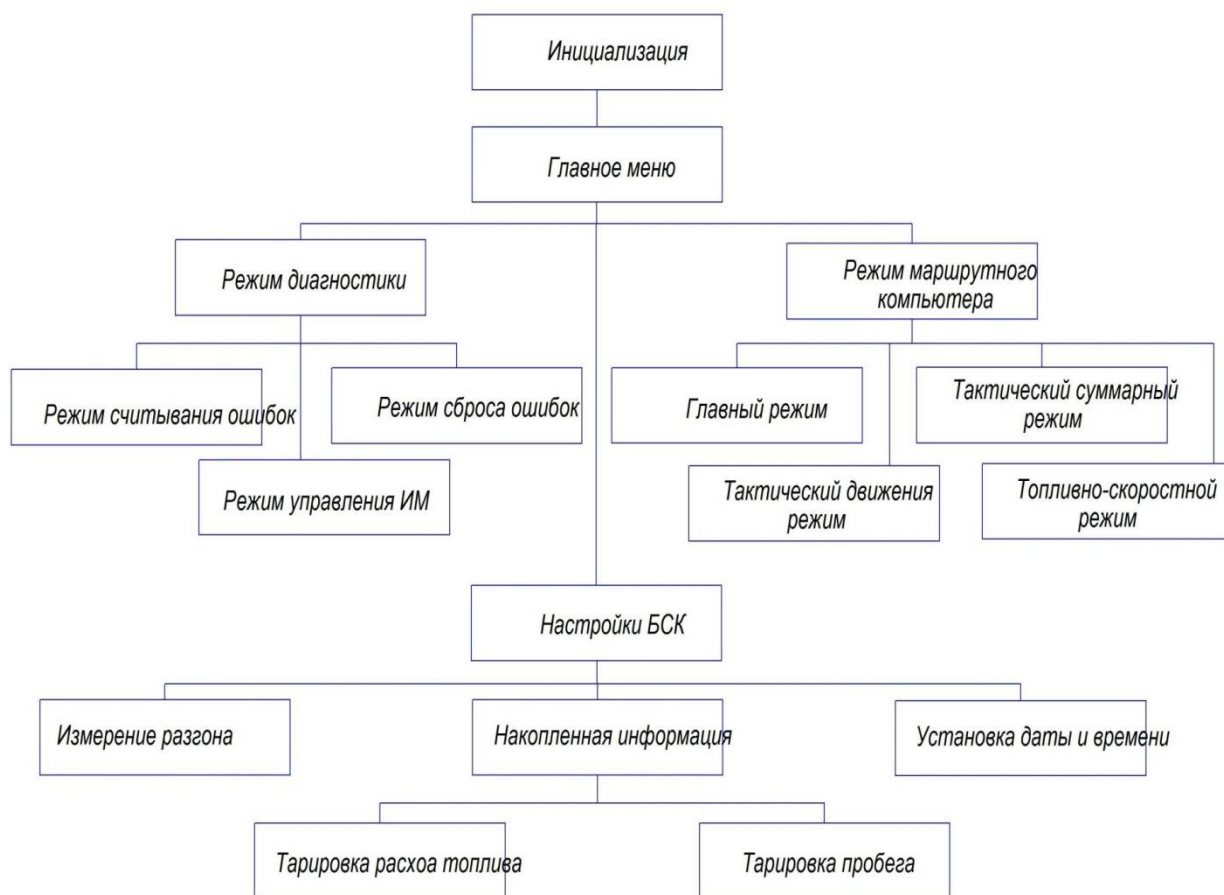 Инициализация
Главное меню
Режим диагностики
Режим маршрутного
компьютера
Режим считывания ошибок
Режим сброса ошибок
Режим управления ИМ
Главный режим
Тактический суммарный
режим
Тактический движения
режим
Топливно-скоростной
режим
Настройки БСК
Измерение разгона
Накопленная информация
Установка даты и времени
Тарировка расхоа топлива
Тарировка пробега